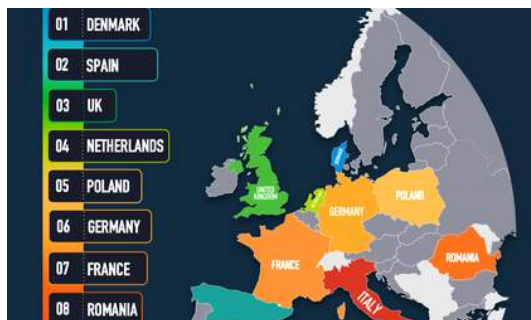 01 DENMARK
02 SPAIN
03 UK
04 NETHERLANDS
05 POLAND
06 GERMANY
07 FRANCE
08 ROMANIA
UNITED
KINGDOM
GERMANY
POLAND
FRANCE
ROMANIA
ITALY